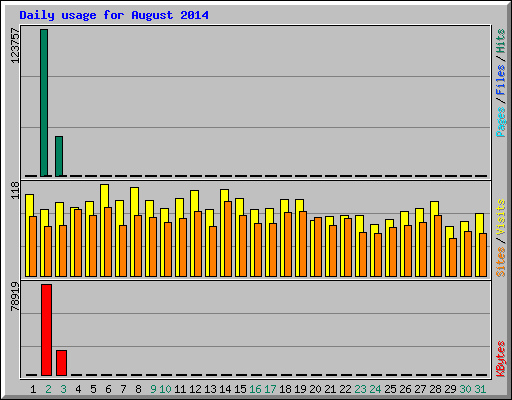 Daily usage for August 2014
123757
Pages / Files / Hits
118
Sites / Visits
78919
KBytes
1 2 3 4 5 6 7 8 9 10 11 12 13 14 15 16 17 18 19 20 21 22 23 24 25 26 27 28 29 30 31